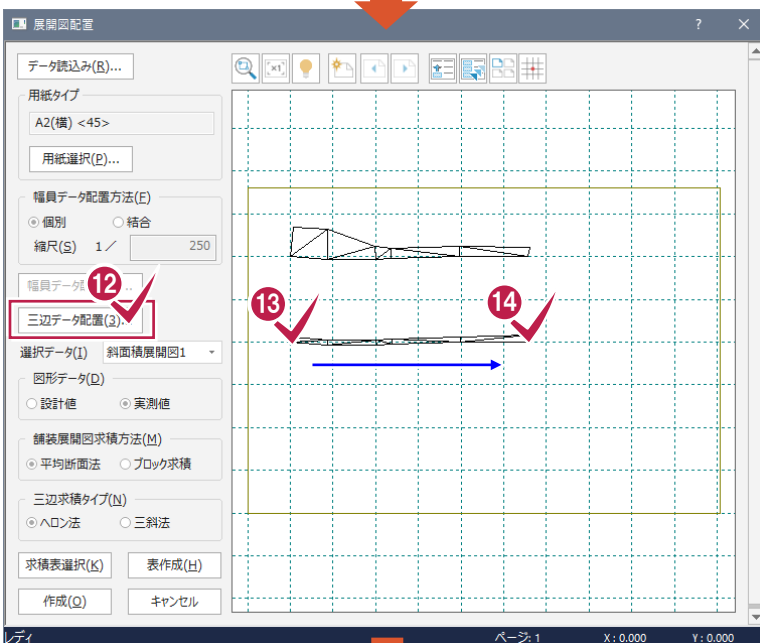 展開図配置
?
データ読込み(R)...
用紙タイプ
A2(横) <45>
用紙選択(P)...
幅員データ配置方法(F)
個別
結合
縮尺(S) 1／ 250
幅員データ
12
三辺データ配置(3)...
13
14
選択データ(I) 斜面積展開図1
図形データ(D)
設計値
実測値
舗装展開図求積方法(M)
平均断面法
ブロック求積
三辺求積タイプ(N)
ヘロン法
三斜法
求積表選択(K)
表作成(H)
作成(O)
キャンセル
レディ
ページ: 1
X : 0.000
Y : 0.000